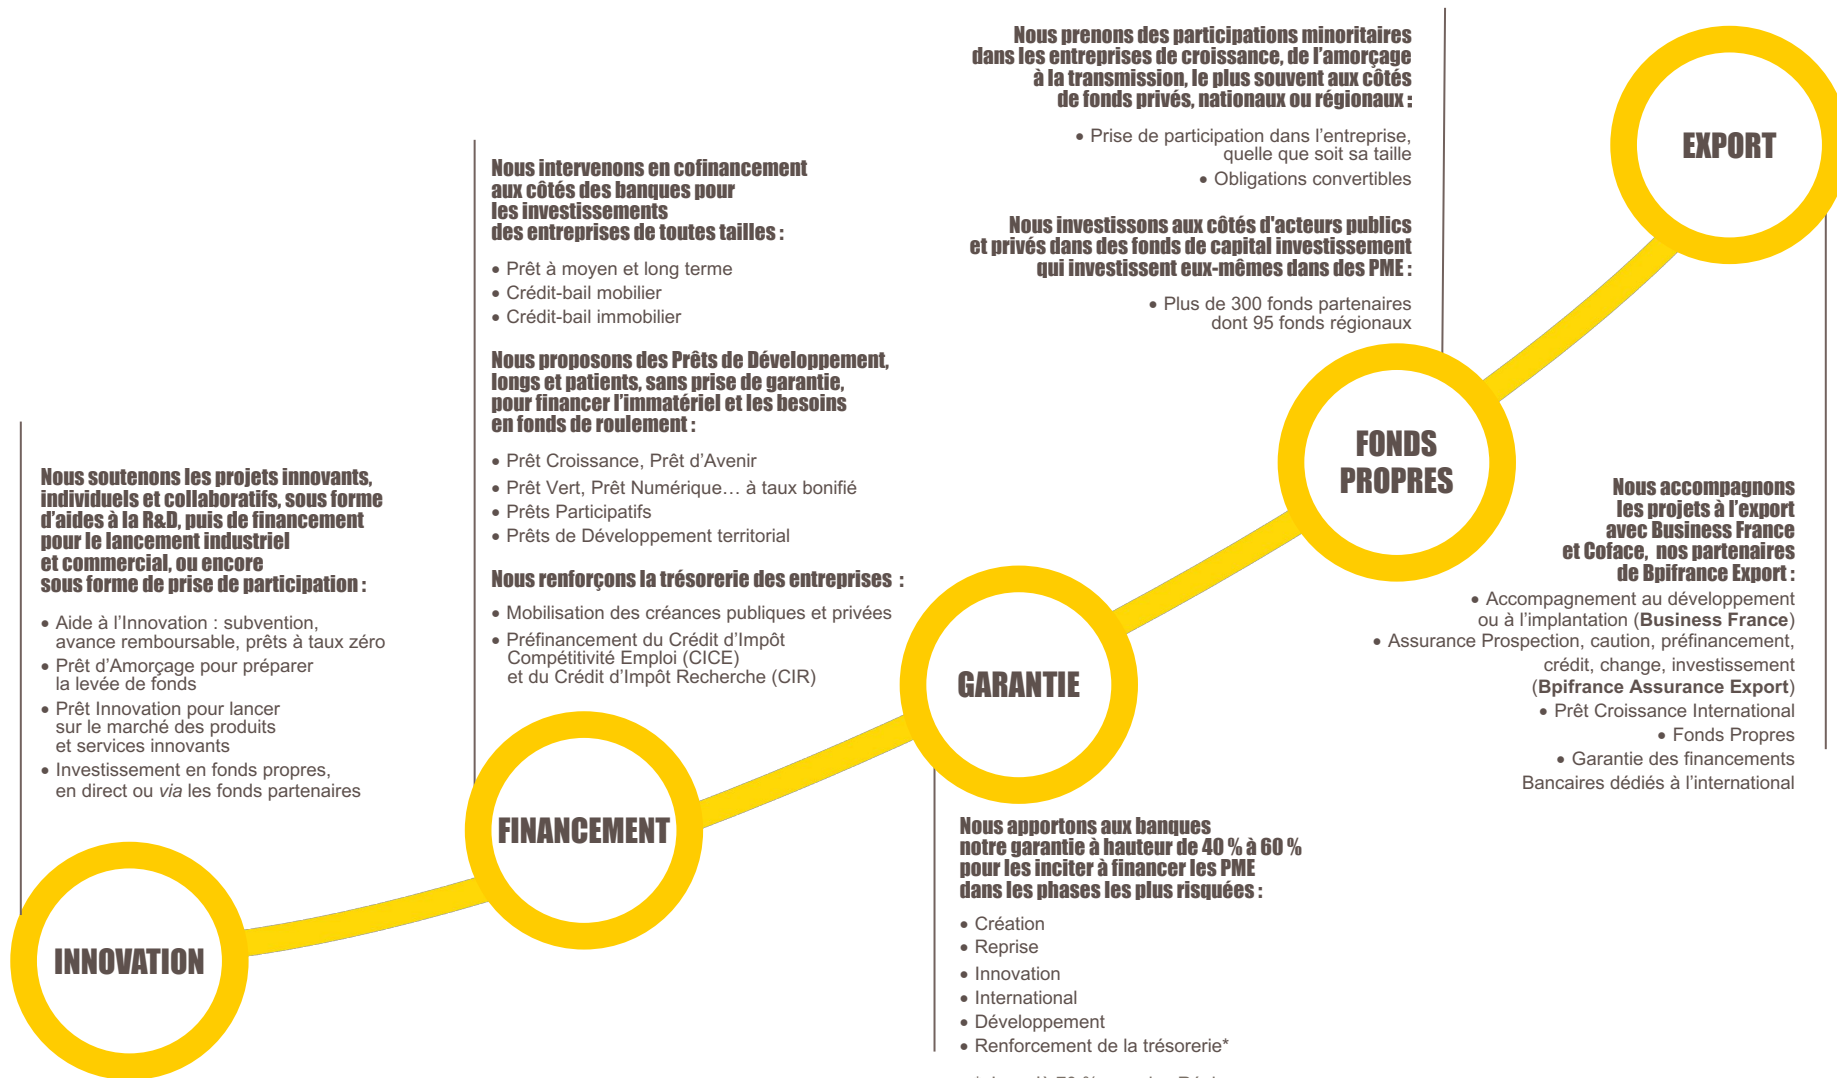 Nous soutenons les projets innovants,
individuels et collaboratifs, sous forme
d'aides à la R&D, puis de financement
pour le lancement industriel
et commercial, ou encore
sous forme de prise de participation :
• Aide à l'Innovation : subvention,
avance remboursable, prêts à taux zéro
• Prêt d'Amorçage pour préparer
la levée de fonds
• Prêt Innovation pour lancer
sur le marché des produits
et services innovants
• Investissement en fonds propres,
en direct ou via les fonds partenaires
INNOVATION
Nous intervenons en cofinancement
aux côtés des banques pour
les investissements
des entreprises de toutes tailles :
• Prêt à moyen et long terme
• Crédit-bail mobilier
• Crédit-bail immobilier
Nous proposons des Prêts de Développement,
longs et patients, sans prise de garantie,
pour financer l'immatériel et les besoins
en fonds de roulement :
• Prêt Croissance, Prêt d'Avenir
• Prêt Vert, Prêt Numérique… à taux bonifié
• Prêts Participatifs
• Prêts de Développement territorial
Nous renforçons la trésorerie des entreprises :
• Mobilisation des créances publiques et privées
• Préfinancement du Crédit d'Impôt
Compétitivité Emploi (CICE)
et du Crédit d'Impôt Recherche (CIR)
FINANCEMENT
GARANTIE
Nous apportons aux banques
notre garantie à hauteur de 40 % à 60 %
pour les inciter à financer les PME
dans les phases les plus risquées :
• Création
• Reprise
• Innovation
• International
• Développement
• Renforcement de la trésorerie*
Nous prenons des participations minoritaires
dans les entreprises de croissance, de l'amorçage
à la transmission, le plus souvent aux côtés
de fonds privés, nationaux ou régionaux :
• Prise de participation dans l'entreprise,
quelle que soit sa taille
• Obligations convertibles
Nous investissons aux côtés d'acteurs publics
et privés dans des fonds de capital investissement
qui investissent eux-mêmes dans des PME :
• Plus de 300 fonds partenaires
dont 95 fonds régionaux
FONDS
PROPRES
EXPORT
Nous accompagnons
les projets à l'export
avec Business France
et Coface, nos partenaires
de Bpifrance Export :
• Accompagnement au développement
ou à l'implantation (Business France)
• Assurance Prospection, caution, préfinancement,
crédit, change, investissement
(Bpifrance Assurance Export)
• Prêt Croissance International
• Fonds Propres
• Garantie des financements
Bancaires dédiés à l'international